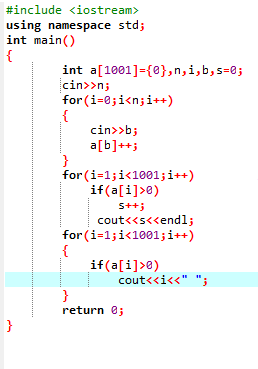 #include <iostream>
using namespace std;
int main()
{
int a[1001]={0},n,i,b,s=0;
cin>>n;
for(i=0;i<n;i++)
{
cin>>b;
a[b]++;
}
for(i=1;i<1001;i++)
if(a[i]>0)
s++;
cout<<s<<endl;
for(i=1;i<1001;i++)
{
if(a[i]>0)
cout<<i<<" ";
}
return 0;
}